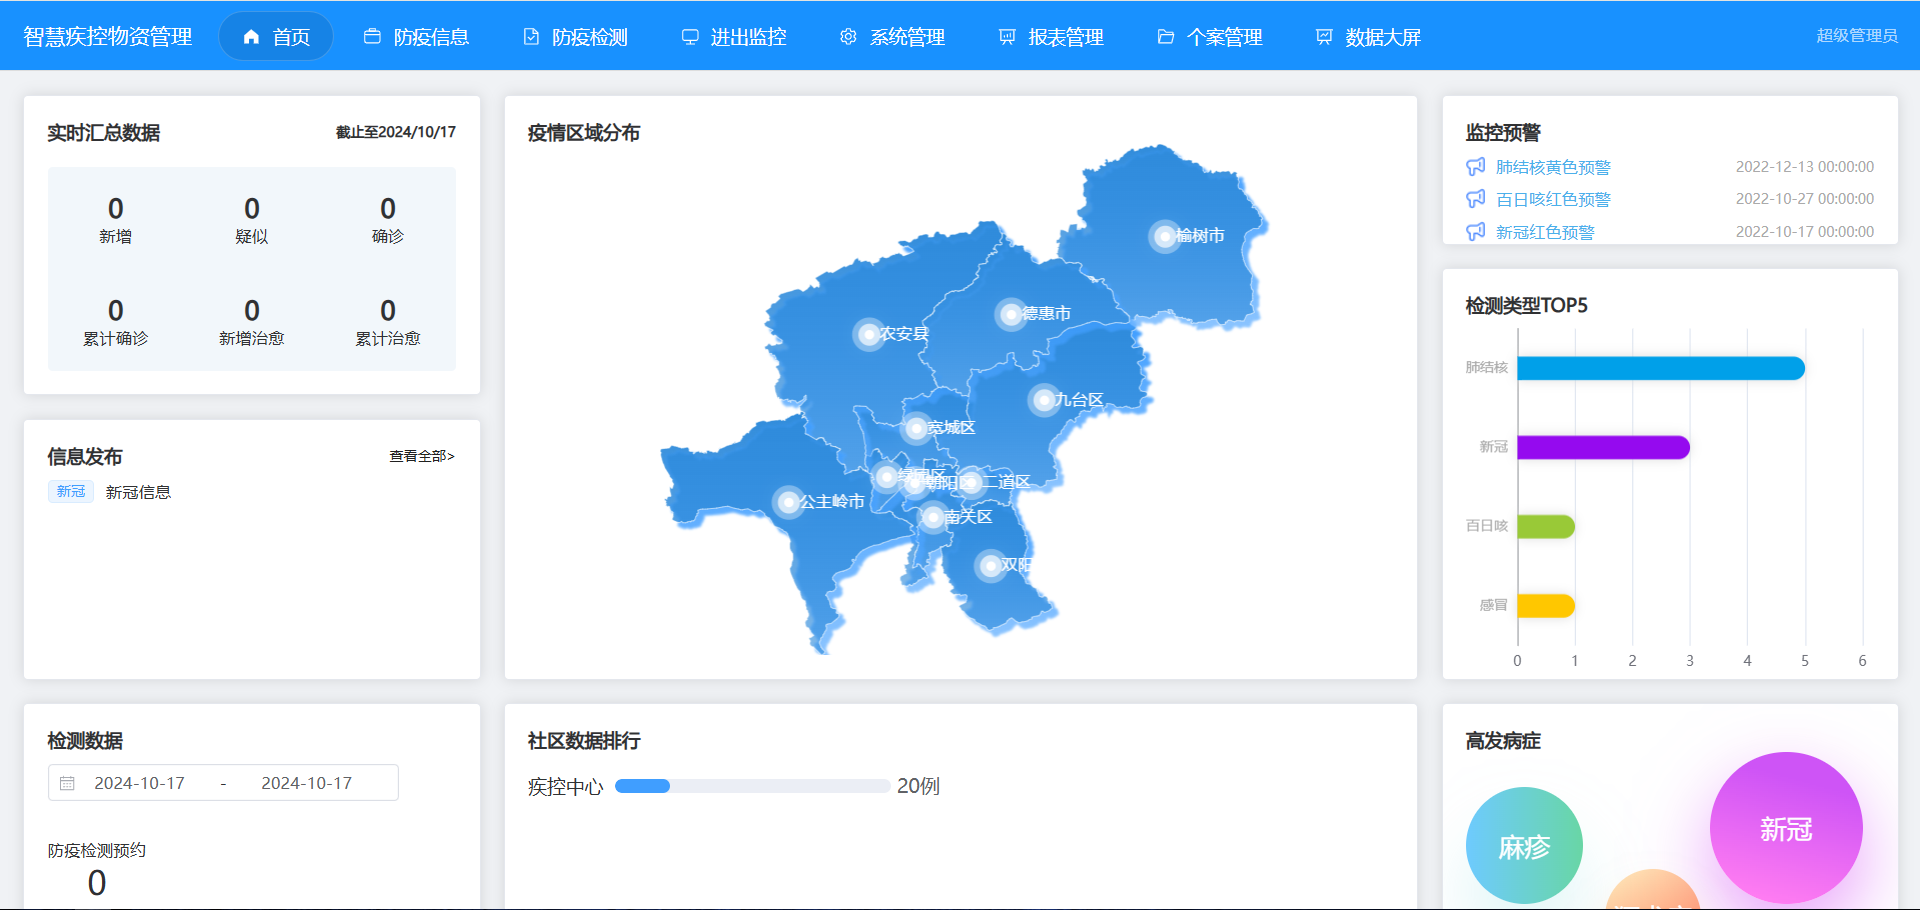 智慧疾控物资管理
首页
防疫信息
防疫检测
进出监控
系统管理
报表管理
个案管理
数据大屏
超级管理员
实时汇总数据
截止至2024/10/17
0
0
0
新增
疑似
确诊
0
0
0
累计确诊
新增治愈
累计治愈
信息发布
查看全部>
新冠
新冠信息
检测数据
2024-10-17 - 2024-10-17
防疫检测预约
0
疫情区域分布
榆树市
德惠市
农安县
九台区
宽城区
朝阳区
二道区
公主岭市
南关区
双阳
社区数据排行
疾控中心
20例
监控预警
肺结核黄色预警
2022-12-13 00:00:00
百日咳红色预警
2022-10-27 00:00:00
新冠红色预警
2022-10-17 00:00:00
检测类型TOP5
肺结核
新冠
百日咳
感冒
0 1 2 3 4 5 6
高发病症
新冠
麻疹